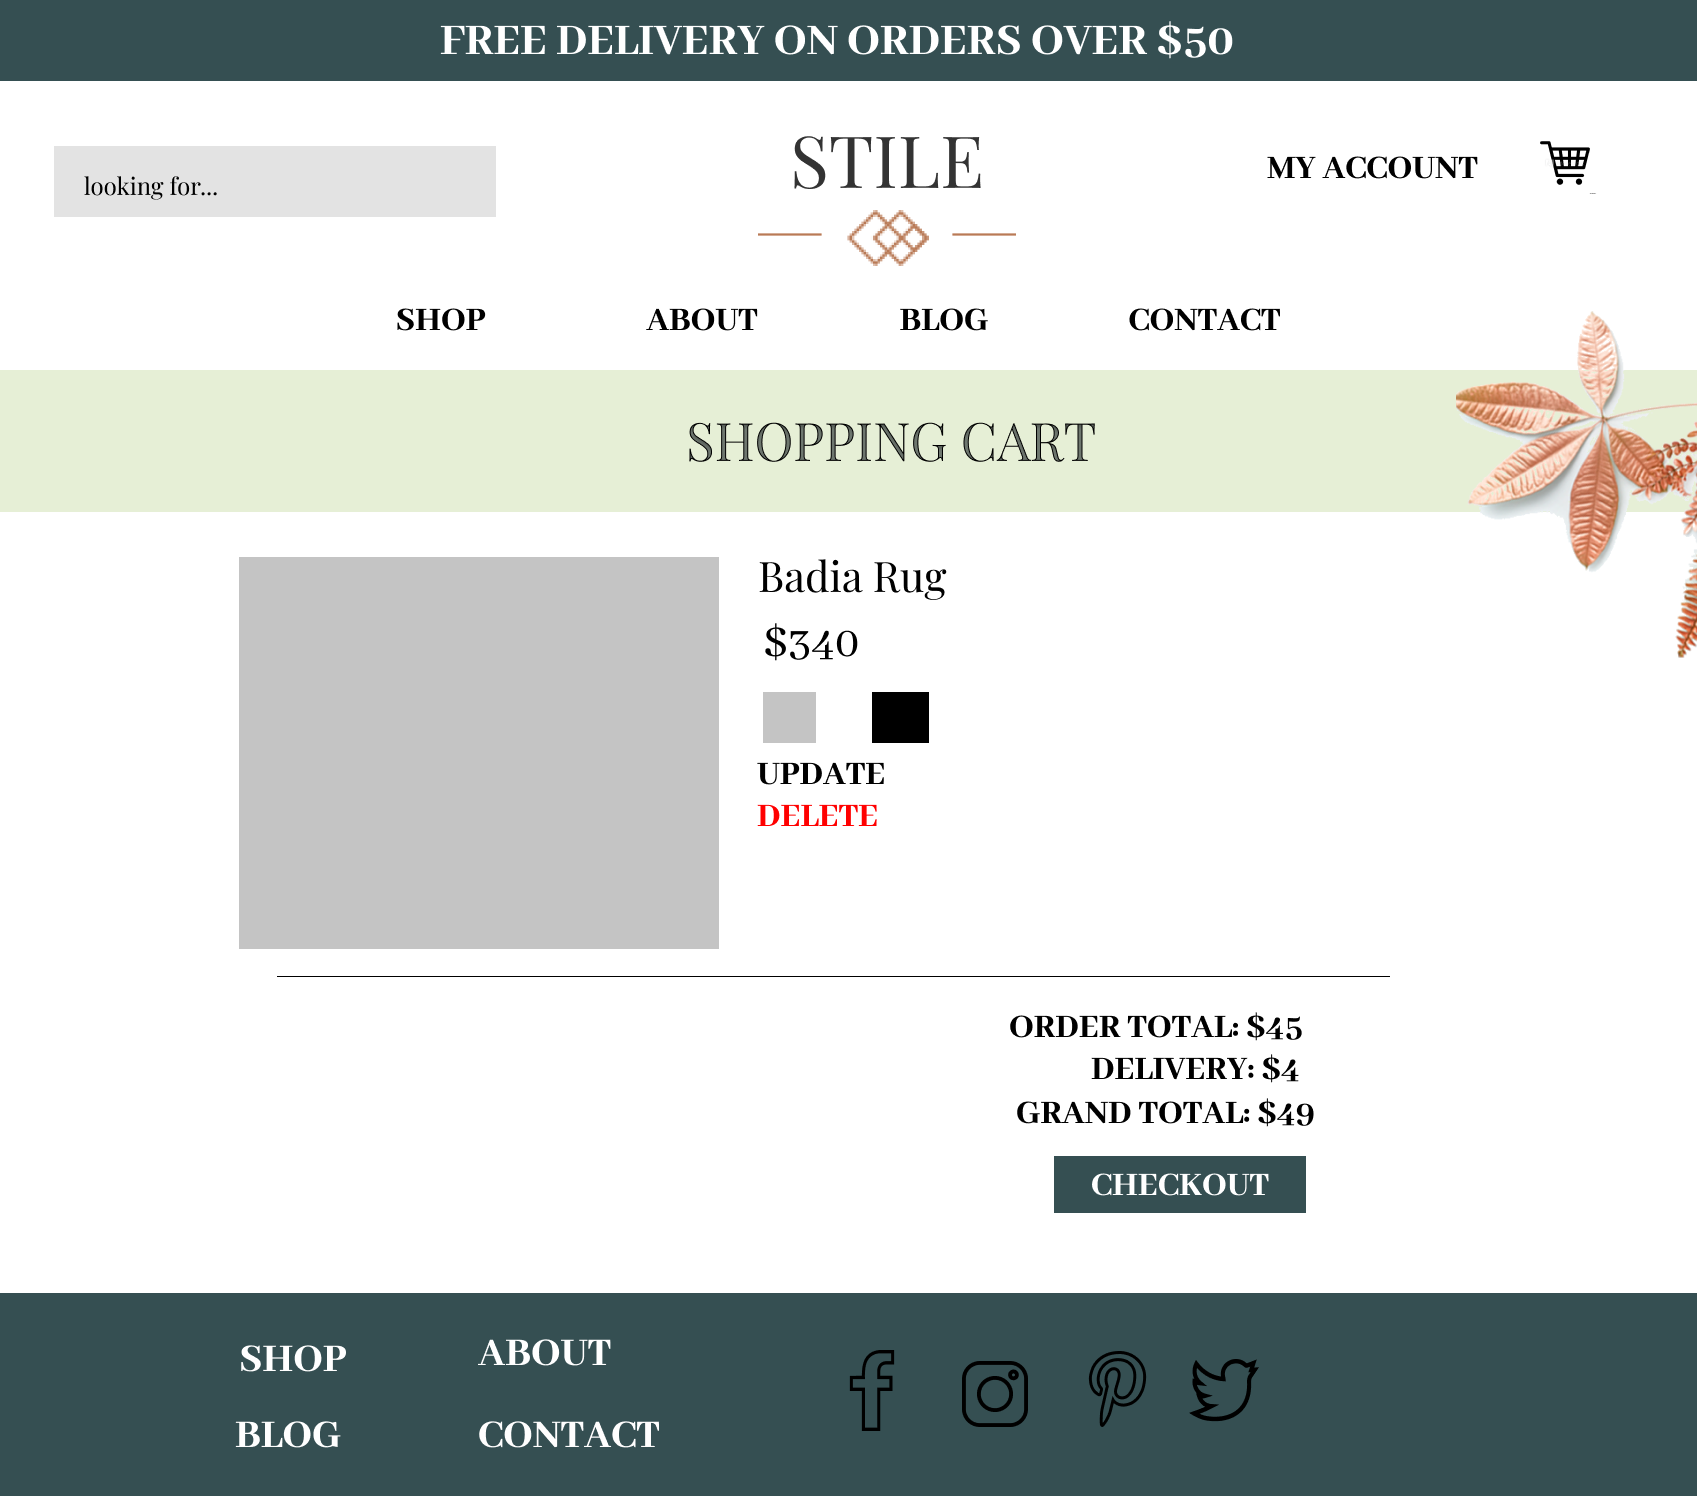 FREE DELIVERY ON ORDERS OVER $50
looking for...
STILE
MY ACCOUNT
SHOP ABOUT BLOG CONTACT
SHOPPING CART
Badia Rug
$340
UPDATE
DELETE
ORDER TOTAL: $45
DELIVERY: $4
GRAND TOTAL: $49
CHECKOUT
SHOP ABOUT
BLOG CONTACT